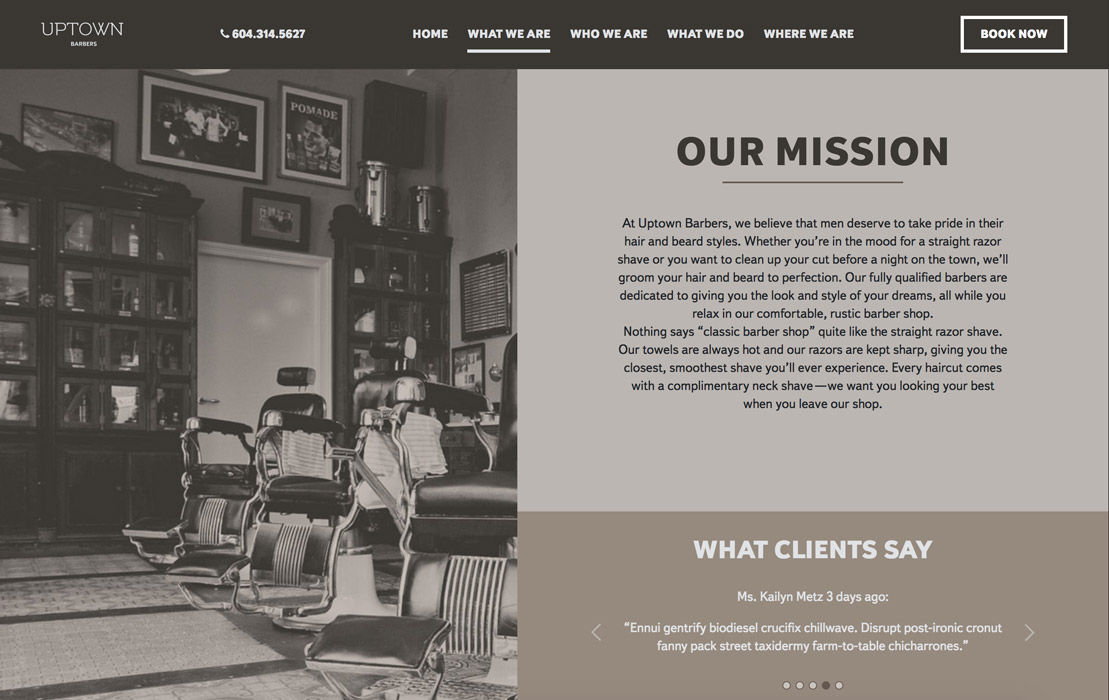 UPTOWN
BARBERS
604.314.5627
HOME
WHAT WE ARE
WHO WE ARE
WHAT WE DO
WHERE WE ARE
BOOK NOW
POMADE
OUR MISSION
At Uptown Barbers, we believe that men deserve to take pride in their
hair and beard styles. Whether you’re in the mood for a straight razor
shave or you want to clean up your cut before a night on the town, we’ll
groom your hair and beard to perfection. Our fully qualified barbers are
dedicated to giving you the look and style of your dreams, all while you
relax in our comfortable, rustic barber shop.
Nothing says “classic barber shop” quite like the straight razor shave.
Our towels are always hot and our razors are kept sharp, giving you the
closest, smoothest shave you’ll ever experience. Every haircut comes
with a complimentary neck shave—we want you looking your best
when you leave our shop.
WHAT CLIENTS SAY
Ms. Kailyn Metz 3 days ago:
“Ennui gentrify biodiesel crucifix chillwave. Disrupt post-ironic cronut
fanny pack street taxidermy farm-to-table chicharrones.”